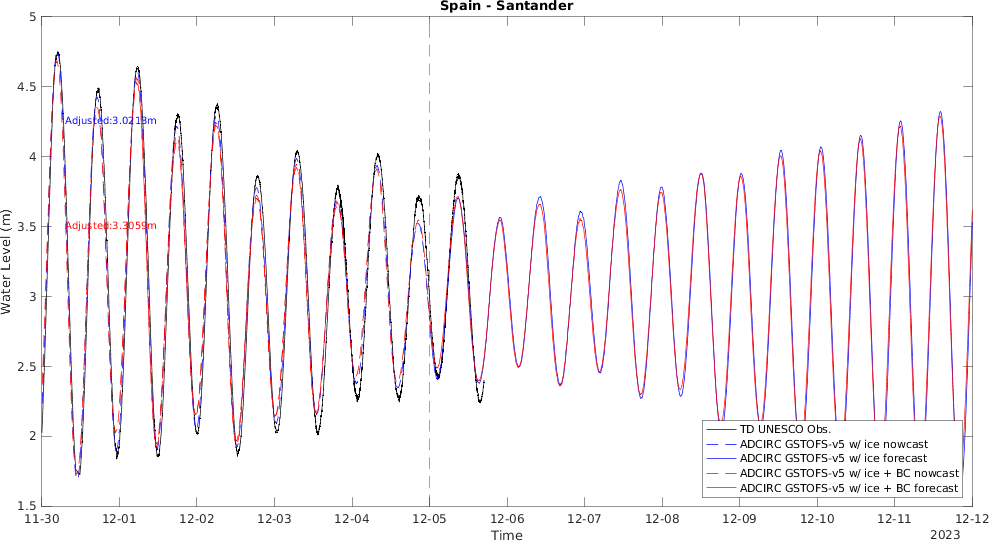 Spain - Santander
5
4.5
4
3.5
3
2.5
2
1.5
Water Level (m)
Adjusted:3.0213m
Adjusted:3.3059m
TD UNESCO Obs.
ADCIRC GSTOFS-v5 w/ ice nowcast
ADCIRC GSTOFS-v5 w/ ice forecast
ADCIRC GSTOFS-v5 w/ ice + BC nowcast
ADCIRC GSTOFS-v5 w/ ice + BC forecast
11-30 12-01 12-02 12-03 12-04 12-05 12-06 12-07 12-08 12-09 12-10 12-11 12-12
Time
2023